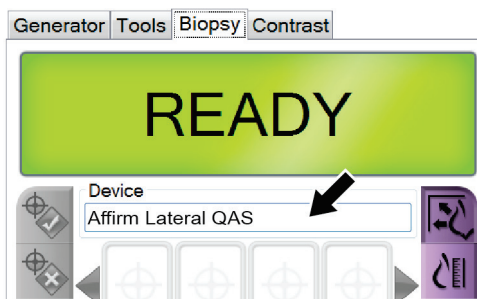 Generator Tools Biopsy Contrast
READY
Device
Affirm Lateral QAS